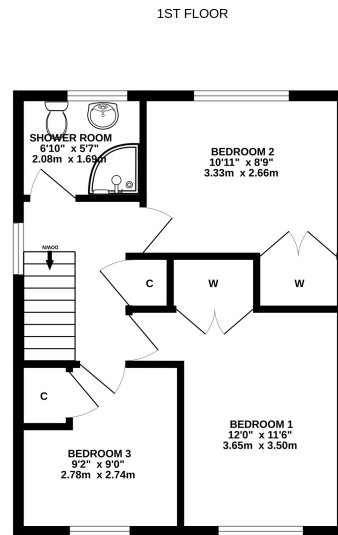 1ST FLOOR
SHOWER ROOM
6'10" x 5'7"
2.08m x 1.69m
BEDROOM 2
10'11" x 8'9"
3.33m x 2.66m
DOWN
C
W
W
C
BEDROOM 1
12'0" x 11'6"
3.65m x 3.50m
BEDROOM 3
9'2" x 9'0"
2.78m x 2.74m